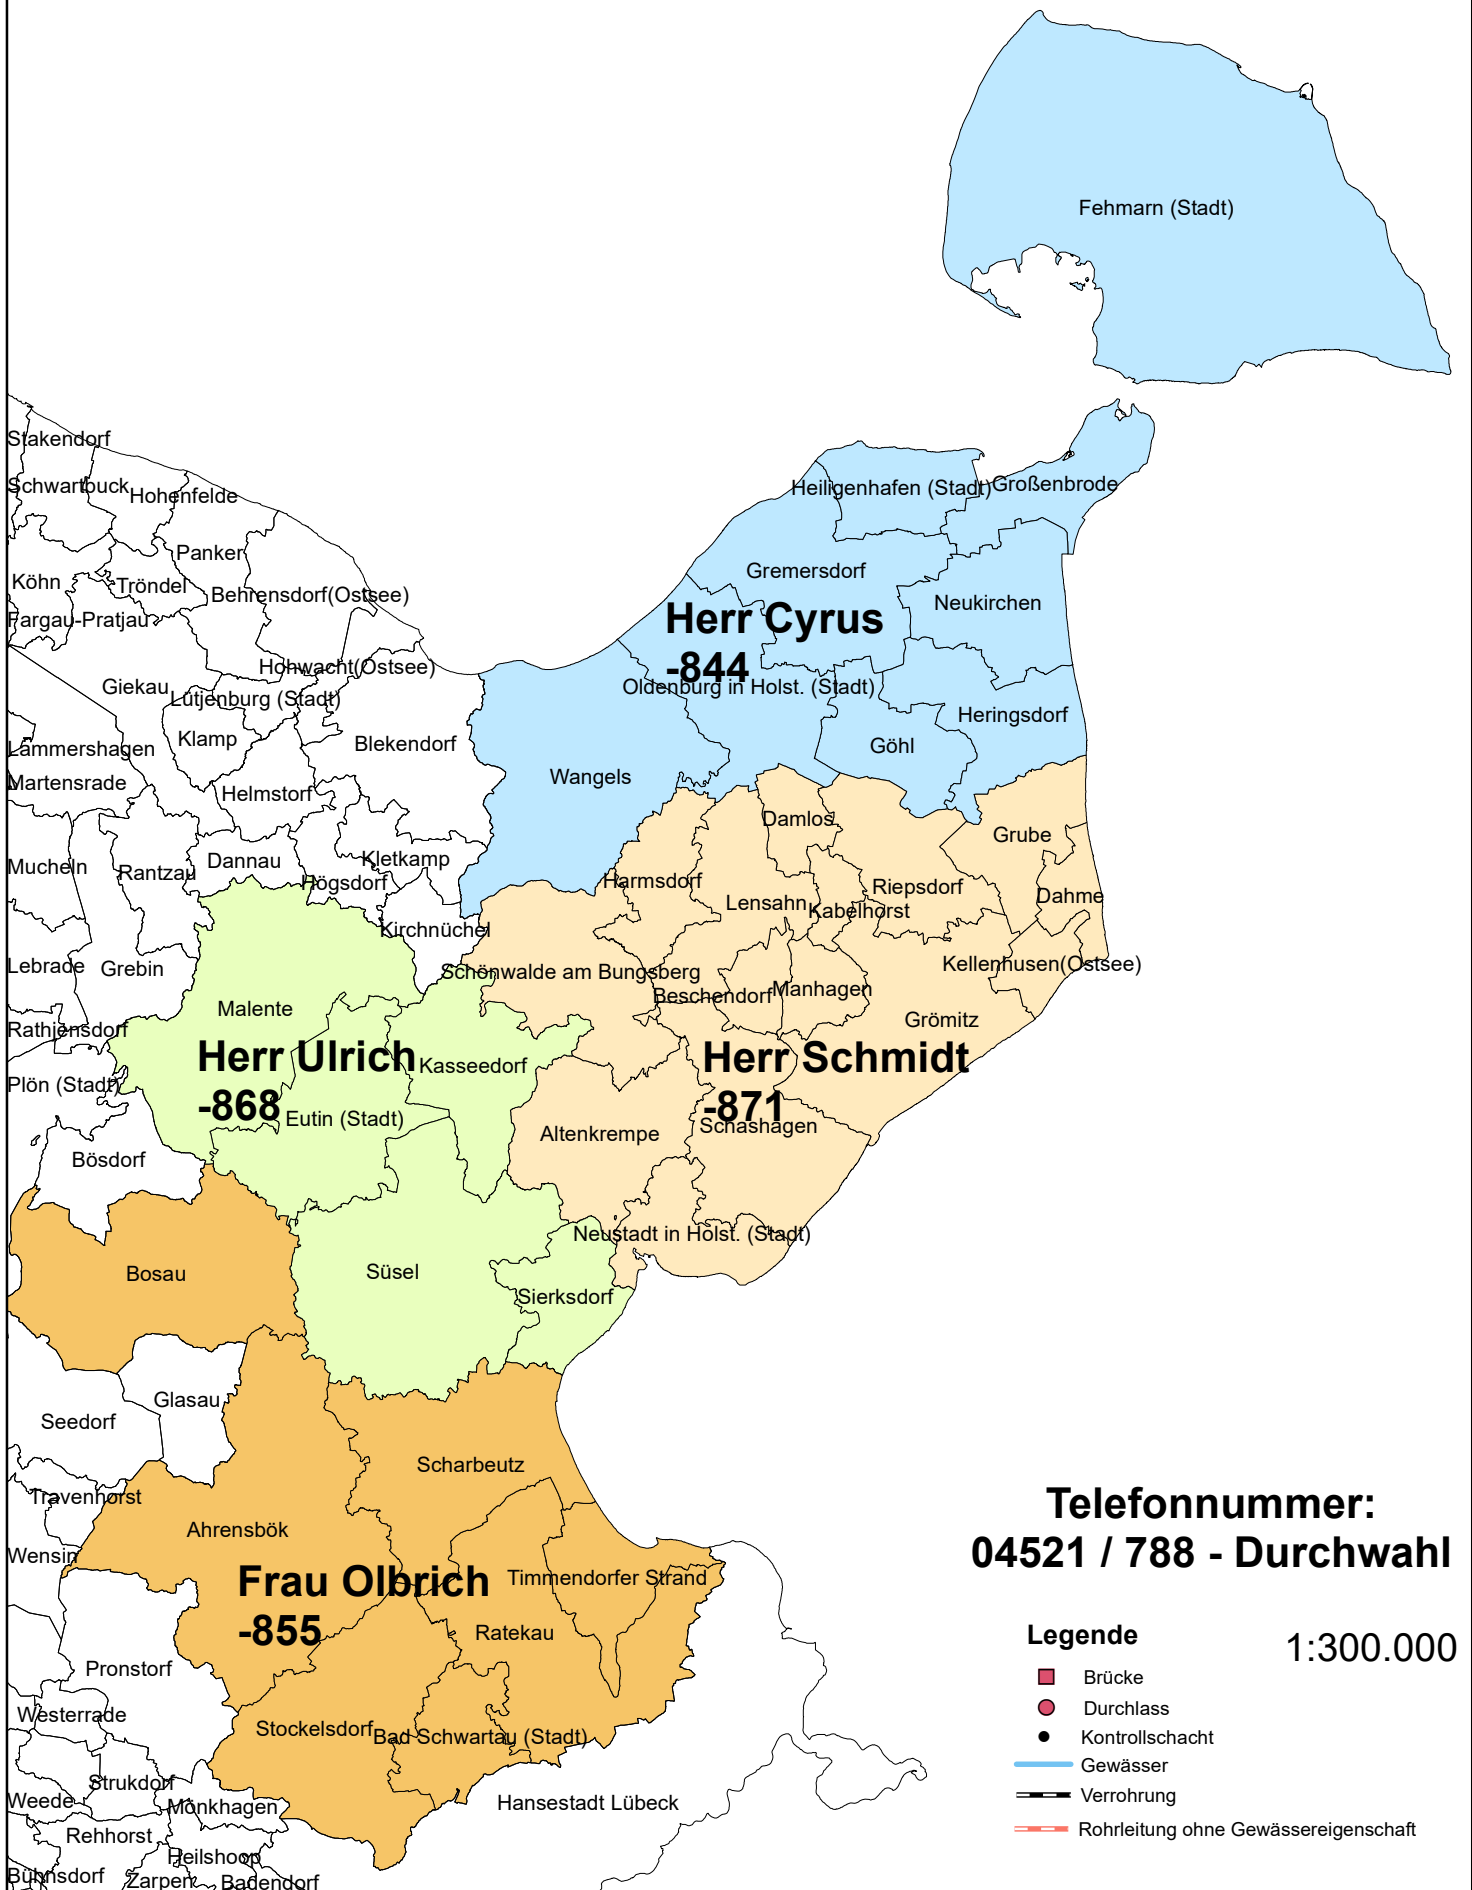 Fehmarn (Stadt)
Stakendorf
Schwartbuck
Hohenfelde
Heiligenhafen (Stadt)
Großenbrode
Panker
Köhn
Tröndel
Behrensdorf(Ostsee)
Gremersdorf
Neukirchen
Fargau-Pratjau
Herr Cyrus
-844
Hohwacht(Ostsee)
Giekau
Lütjenburg (Stadt)
Oldenburg in Holst. (Stadt)
Heringsdorf
Klamp
Blekendorf
Göhl
Lammershagen
Wangels
Martensrade
Helmstorf
Damlos
Grube
Mucheln
Rantzau
Dannau
Kletkamp
Högsdorf
Harmsdorf
Riepsdorf
Dahme
Lensahn
Kabelhorst
Kirchnüchel
Lebrade
Grebin
Schönwalde am Bungsberg
Kellenhusen(Ostsee)
Beschendorf
Manhagen
Malente
Grömitz
Rathjensdorf
Herr Ulrich
-868
Kasseedorf
Herr Schmidt
-871
Plön (Stadt)
Eutin (Stadt)
Altenkrempe
Schashagen
Bösdorf
Neustadt in Holst. (Stadt)
Bosau
Süsel
Sierksdorf
Glasau
Seedorf
Scharbeutz
Travenhorst
Ahrensbök
Wensin
Frau Olbrich
-855
Timmendorfer Strand
Ratekau
Pronstorf
Westerrade
Stockelsdorf
Bad Schwartau (Stadt)
Strukdorf
Weede
Mönkhagen
Hansestadt Lübeck
Rehhorst
Heilshoop
Bühnsdorf
Zarpen
Badendorf
Telefonnummer:
04521 / 788 - Durchwahl
Legende
1:300.000
Brücke
Durchlass
Kontrollschacht
Gewässer
Verrohrung
Rohrleitung ohne Gewässereigenschaft